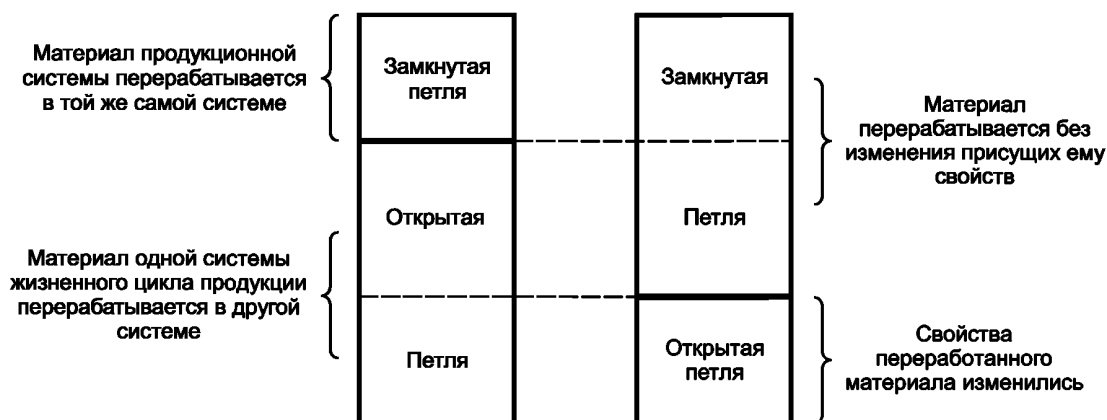 Материал продукционной
системы перерабатывается
в той же самой системе
Замкнутая
петля
Замкнутая
Материал
перерабатывается без
изменения присущих ему
свойств
Открытая
Петля
Материал одной системы
жизненного цикла продукции
перерабатывается в другой
системе
Петля
Открытая
петля
Свойства
переработанного
материала изменились